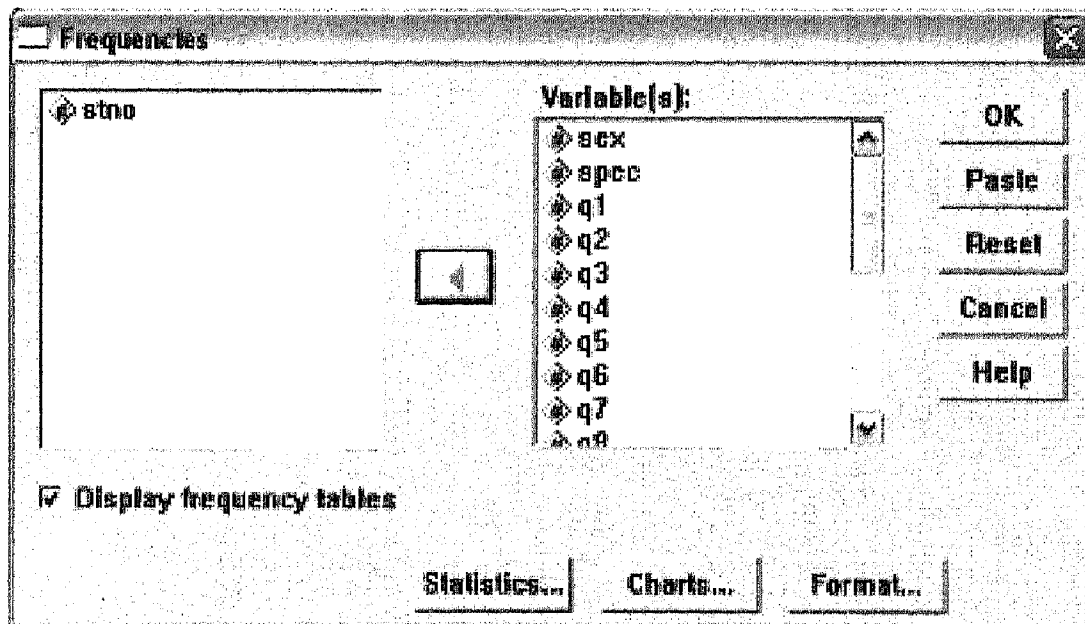 Frequencies
stno
Variable(s):
sex
spec
q1
q2
q3
q4
q5
q6
q7
q8
OK
Paste
Reset
Cancel
Help
Display frequency tables
Statistics...
Charts...
Format...